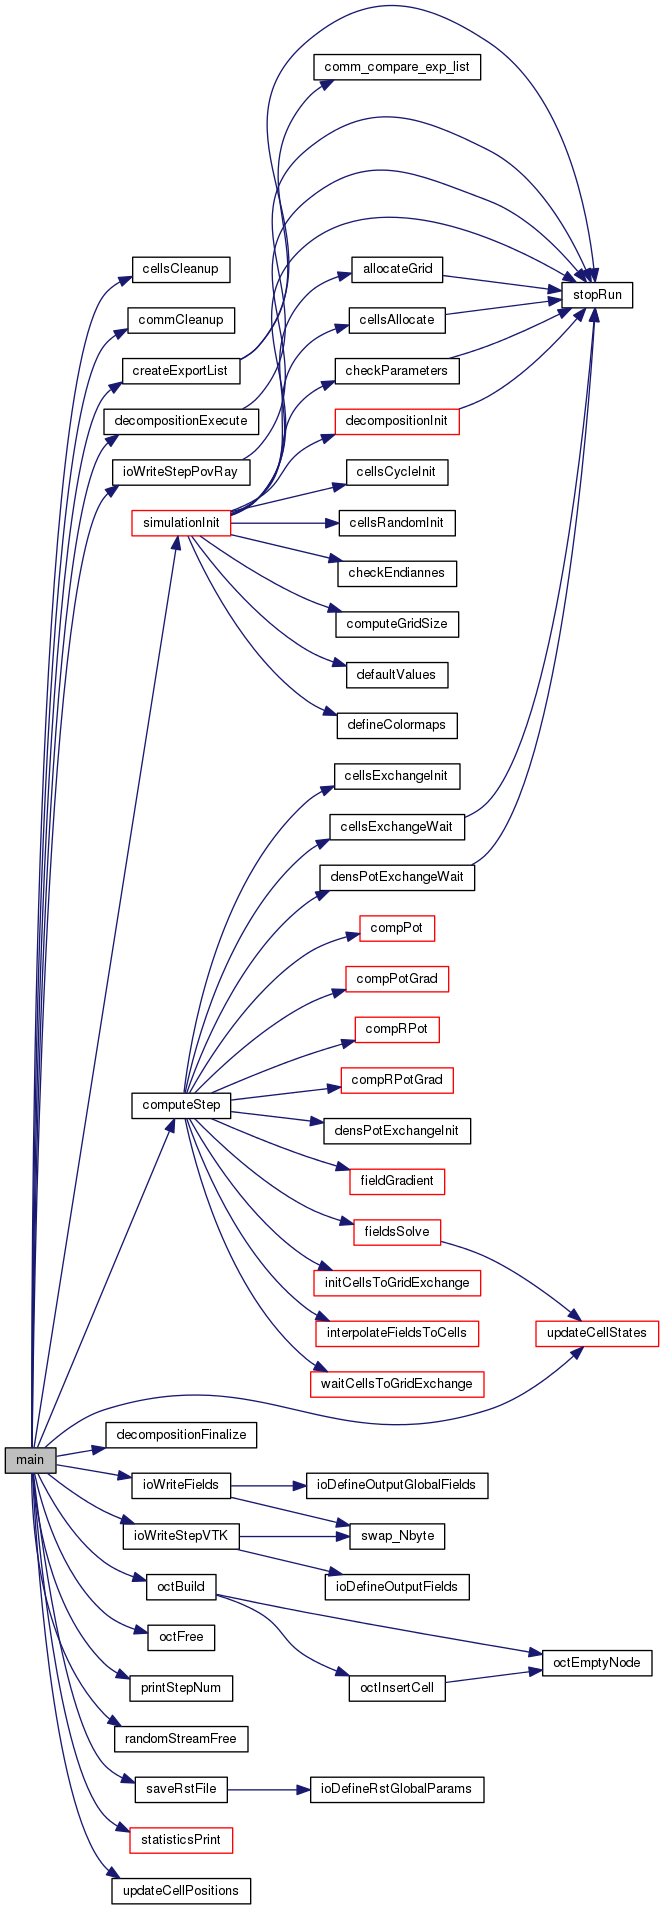 comm_compare_exp_list
cellsCleanup
allocateGrid
stopRun
commCleanup
cellsAllocate
createExportList
checkParameters
decompositionExecute
decompositionInit
ioWriteStepPovRay
cellsCycleInit
simulationInit
cellsRandomInit
checkEndiannes
computeGridSize
defaultValues
defineColormaps
cellsExchangeInit
cellsExchangeWait
densPotExchangeWait
compPot
compPotGrad
compRPot
compRPotGrad
computeStep
densPotExchangeInit
fieldGradient
fieldsSolve
initCellsToGridExchange
interpolateFieldsToCells
updateCellStates
waitCellsToGridExchange
decompositionFinalize
main
ioWriteFields
ioDefineOutputGlobalFields
ioWriteStepVTK
swap_Nbyte
octBuild
ioDefineOutputFields
octFree
octEmptyNode
printStepNum
octInsertCell
randomStreamFree
saveRstFile
ioDefineRstGlobalParams
statisticsPrint
updateCellPositions